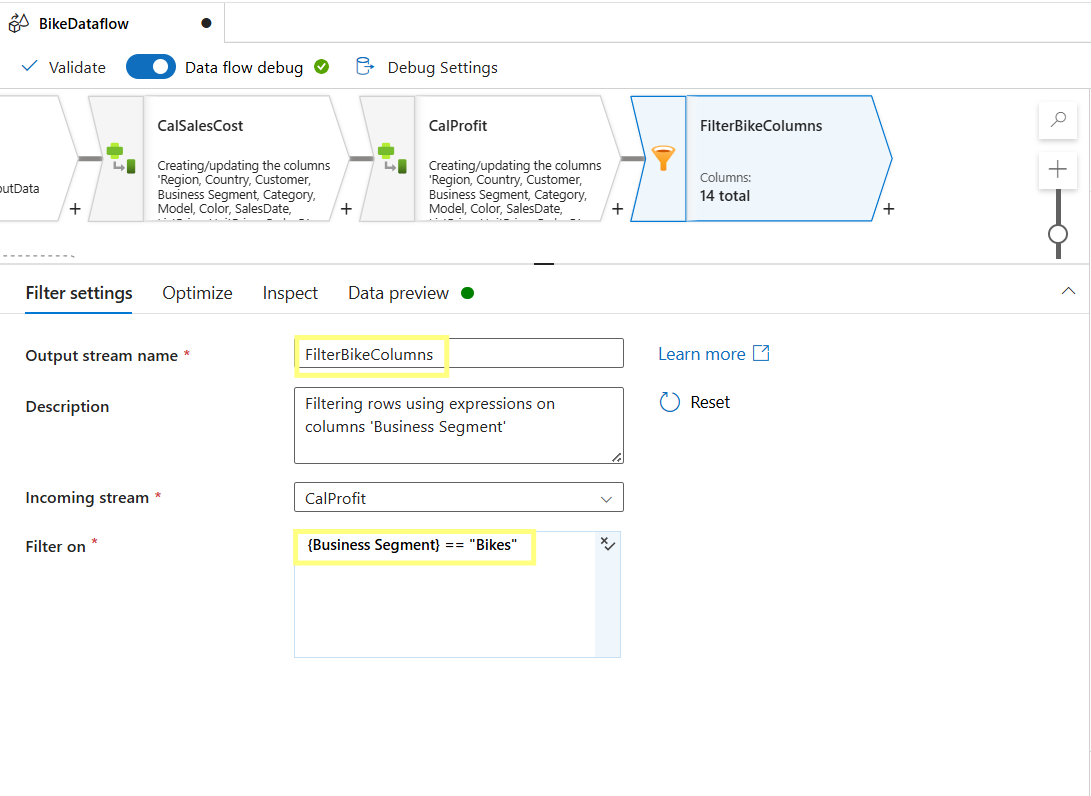 BikeDataflow
Validate
Data flow debug
Debug Settings
CalSalesCost
Creating/updating the columns
'Region, Country, Customer,
Business Segment, Category,
Model, Color, SalesDate,
CalProfit
Creating/updating the columns
'Region, Country, Customer,
Business Segment, Category,
Model, Color, SalesDate,
FilterBikeColumns
Columns:
14 total
Filter settings
Optimize
Inspect
Data preview
Output stream name *
FilterBikeColumns
Learn more
Description
Filtering rows using expressions on
columns 'Business Segment'
Reset
Incoming stream *
CalProfit
Filter on *
{Business Segment} == "Bikes"